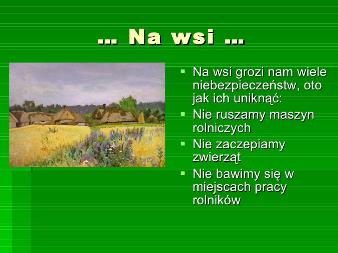 ... Na wsi ...
Na wsi grozi nam wiele
niebezpieczeństw, oto
jak ich uniknąć:
Nie ruszamy maszyn
rolniczych
Nie zaczepiamy
zwierząt
Nie bawimy się w
miejscach pracy
rolników